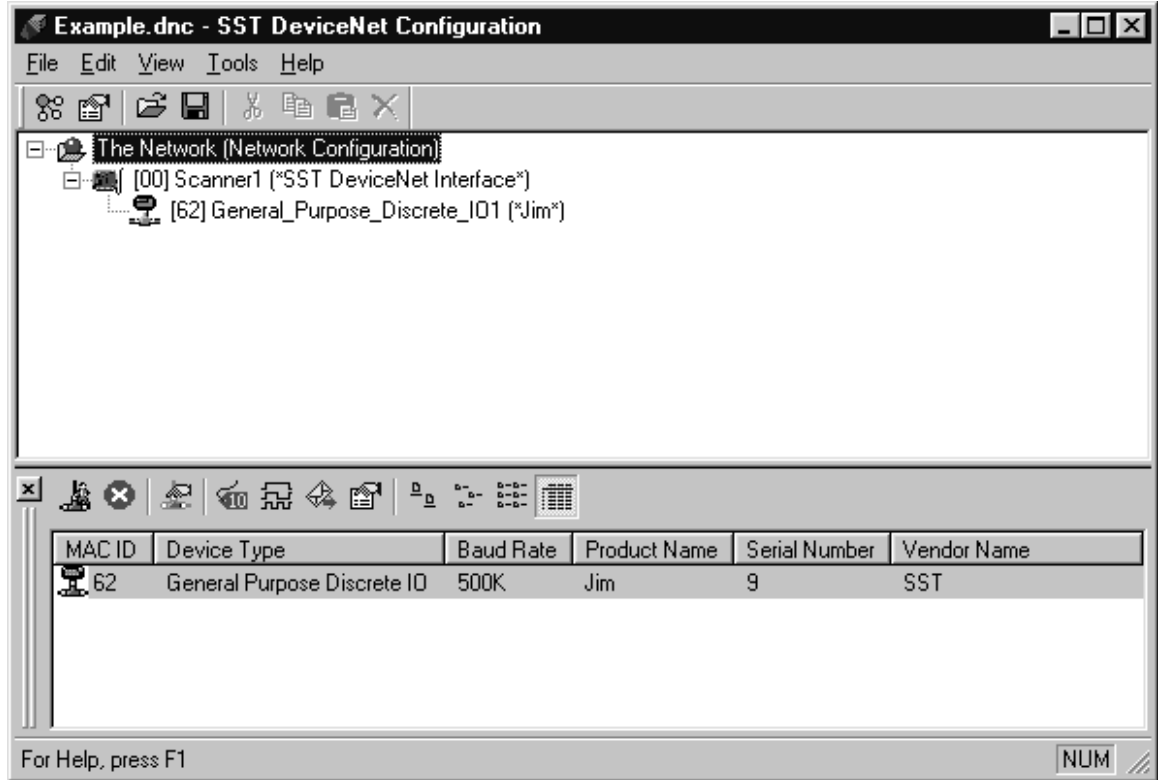 Example.dnc - SST DeviceNet Configuration
File Edit View Tools Help
The Network (Network Configuration)
[00] Scanner1 (*SST DeviceNet Interface*)
[62] General_Purpose_Discrete_IO1 (*Jim*)
10
MAC ID Device Type Baud Rate Product Name Serial Number Vendor Name
62 General Purpose Discrete IO 500K Jim 9 SST
For Help, press F1 NUM